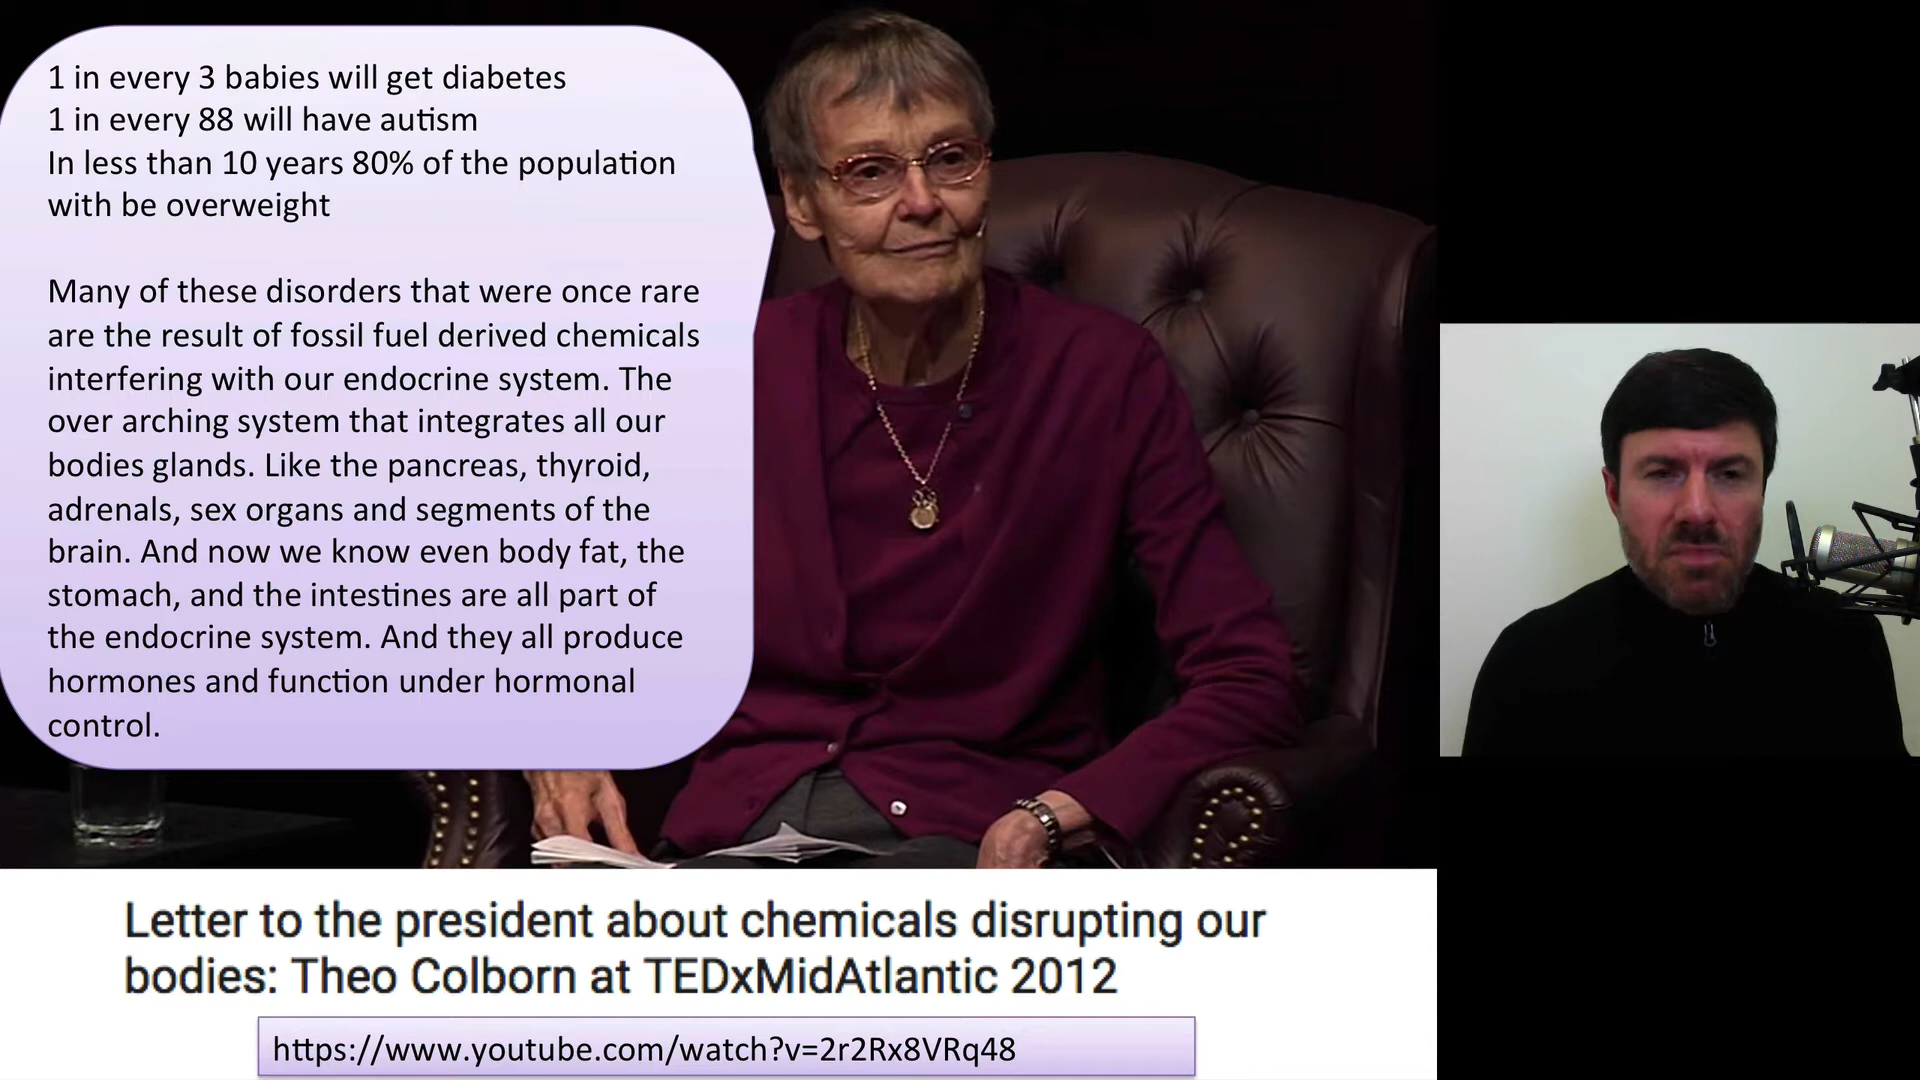 1 in every 3 babies will get diabetes
1 in every 88 will have autism
In less than 10 years 80% of the population
with be overweight
Many of these disorders that were once rare
are the result of fossil fuel derived chemicals
interfering with our endocrine system. The
over arching system that integrates all our
bodies glands. Like the pancreas, thyroid,
adrenals, sex organs and segments of the
brain. And now we know even body fat, the
stomach, and the intestines are all part of
the endocrine system. And they all produce
hormones and function under hormonal
control.
Letter to the president about chemicals disrupting our
bodies: Theo Colborn at TEDxMidAtlantic 2012
https://www.youtube.com/watch?v=2r2Rx8VRq48